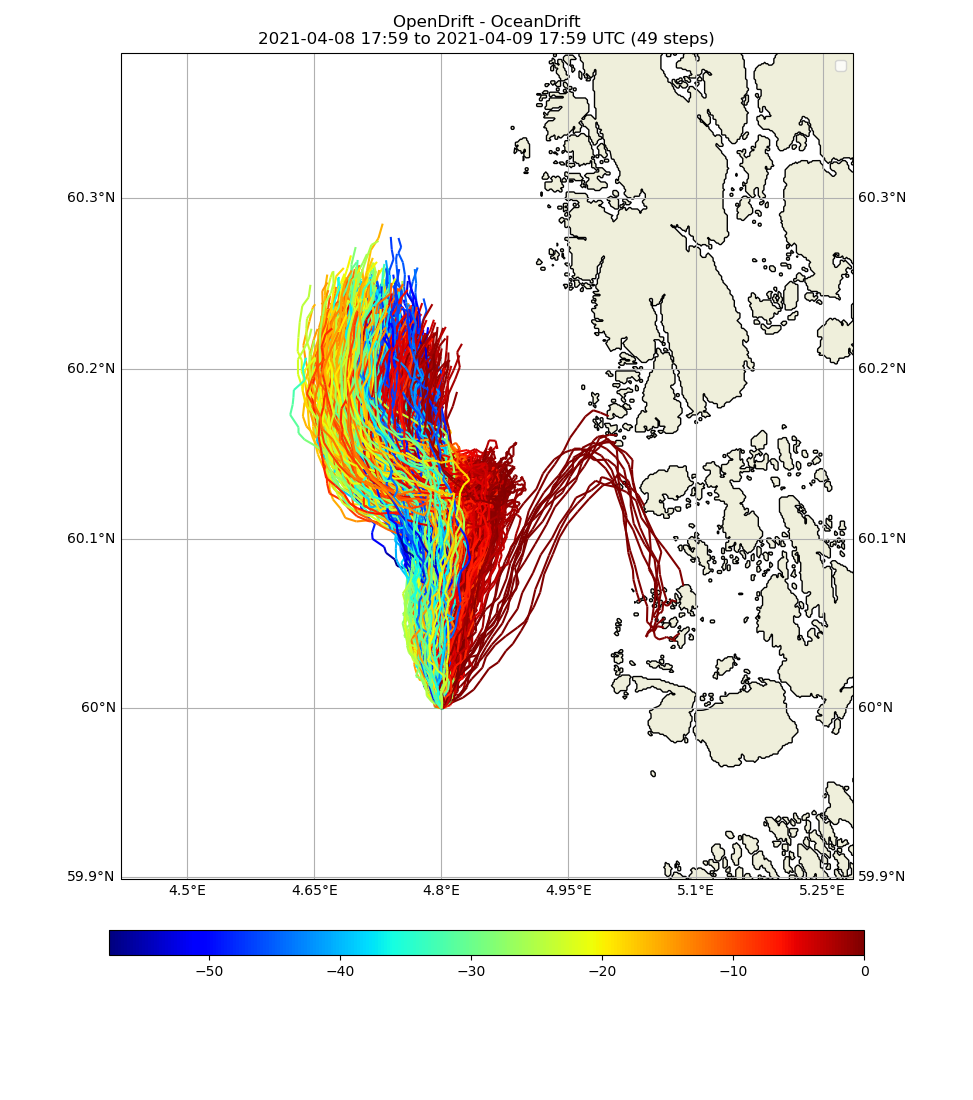 OpenDrift - OceanDrift
2021-04-08 17:59 to 2021-04-09 17:59 UTC (49 steps)
60.3°N 60.3°N
60.2°N 60.2°N
60.1°N 60.1°N
60°N 60°N
59.9°N 59.9°N
4.5°E 4.65°E 4.8°E 4.95°E 5.1°E 5.25°E
−50 −40 −30 −20 −10 0